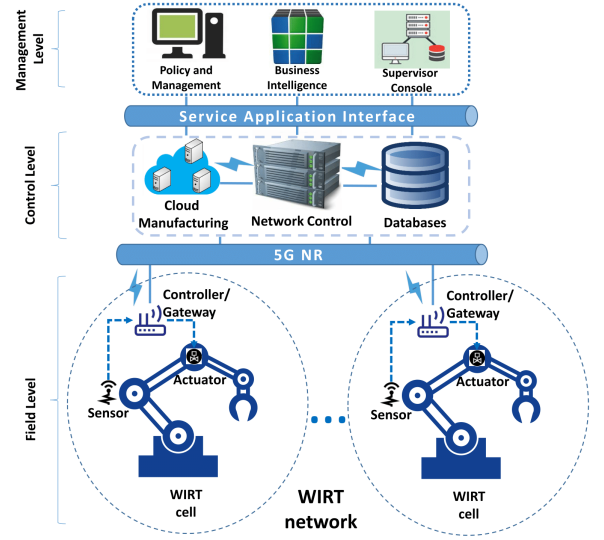 Management
Level
Policy and
Management
Business
Intelligence
Supervisor
Console
Service Application Interface
Control Level
Cloud
Manufacturing
Network Control
Databases
5G NR
Field Level
Controller/
Gateway
Actuator
Sensor
WIRT
cell
WIRT
network
Controller/
Gateway
Actuator
Sensor
WIRT
cell